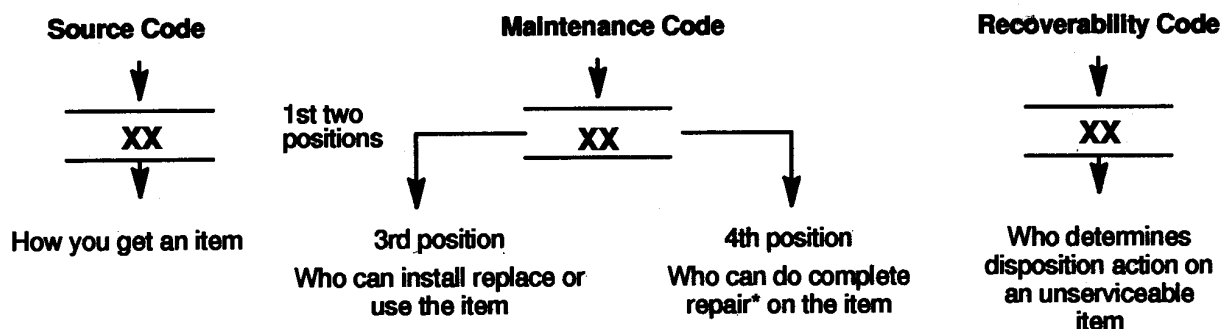 Source Code
XX
How you get an item
1st two
positions
Maintenance Code
XX
3rd position
Who can install replace or
use the item
4th position
Who can do complete
repair* on the item
Recoverability Code
XX
Who determines
disposition action on
an unserviceable
item